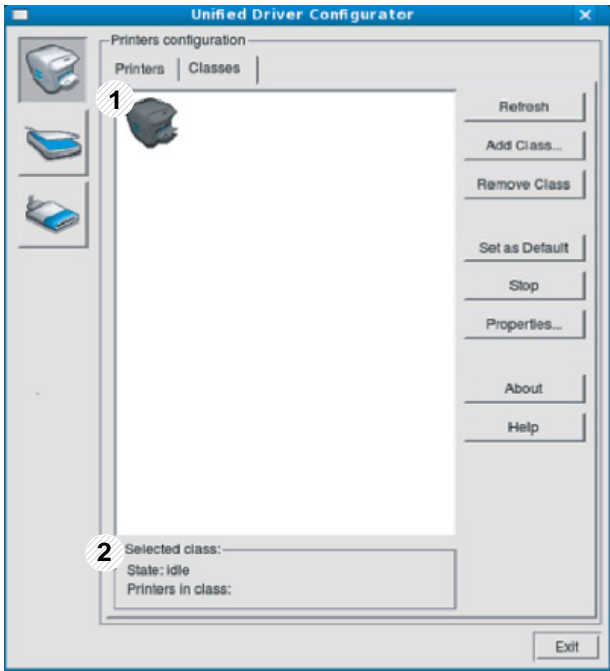 Unified Driver Configurator
Printers configuration
Printers Classes
1
Refresh
Add Class...
Remove Class
Set as Default
Stop
Properties...
About
Help
2
Selected class:
State: idle
Printers in class:
Exit